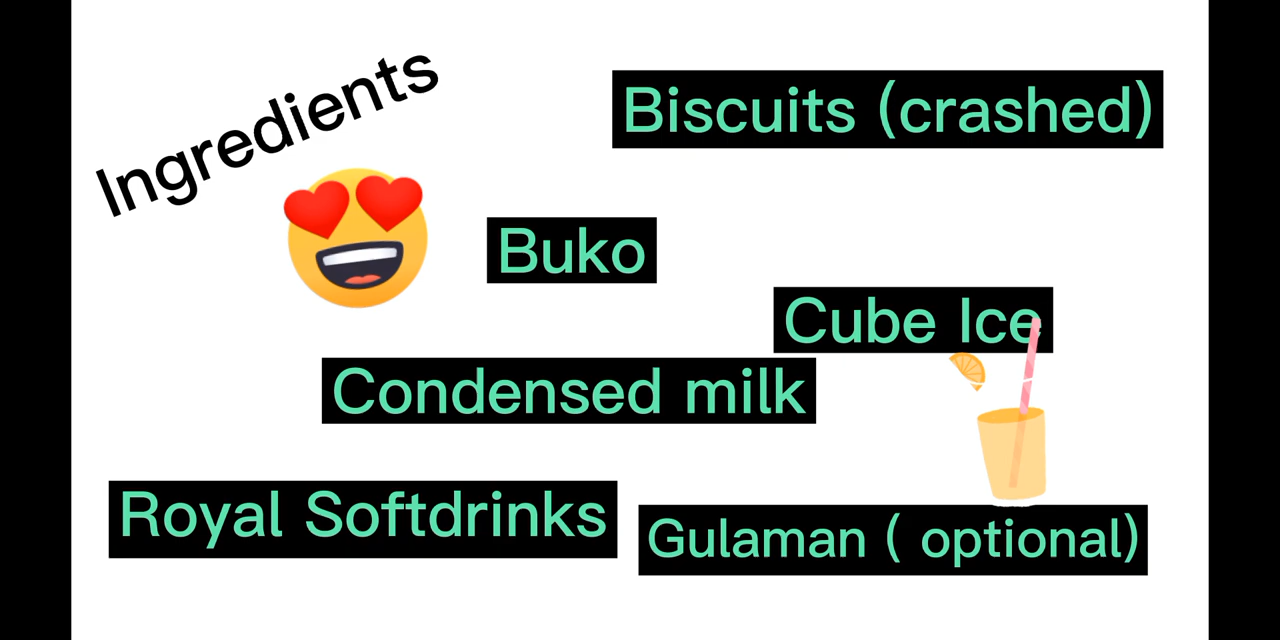 Ingredients
Biscuits (crashed)
Buko
Cube Ice
Condensed milk
Royal Softdrinks
Gulaman ( optional)